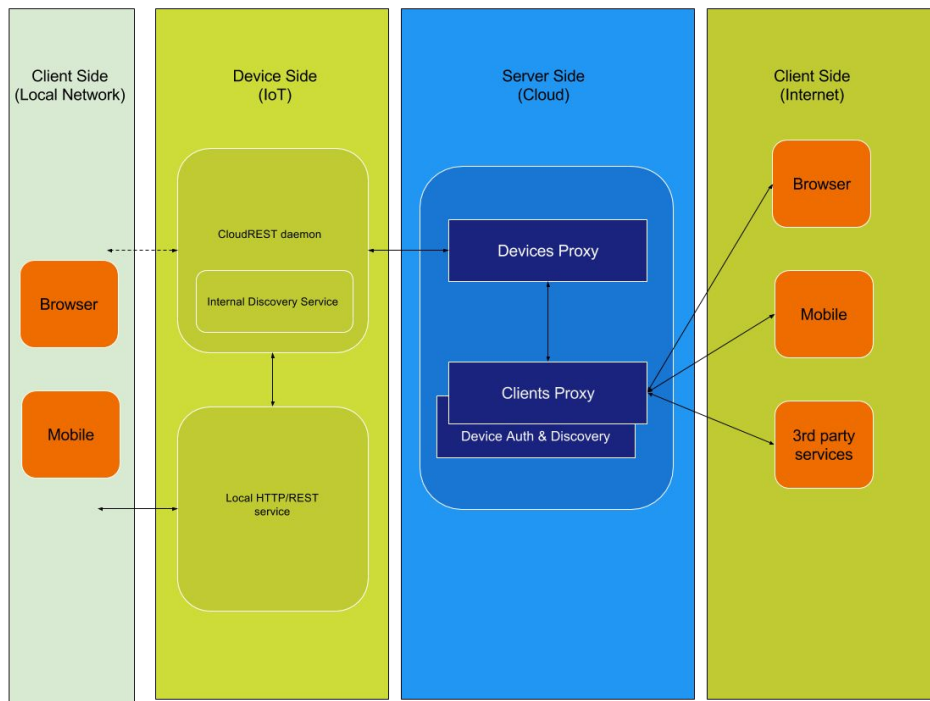 Client Side
(Local Network)
Browser
Mobile
Device Side
(IoT)
CloudREST daemon
Internal Discovery Service
Local HTTP/REST
service
Server Side
(Cloud)
Devices Proxy
Clients Proxy
Device Auth & Discovery
Client Side
(Internet)
Browser
Mobile
3rd party
services